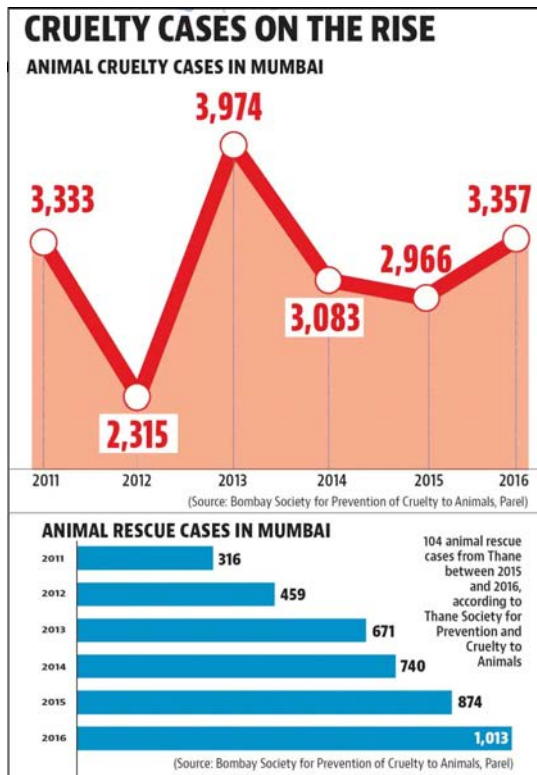 CRUELTY CASES ON THE RISE
ANIMAL CRUELTY CASES IN MUMBAI
3,333
2,315
3,974
3,083
2,966
3,357
2011 2012 2013 2014 2015 2016
(Source: Bombay Society for Prevention of Cruelty to Animals, Parel)
ANIMAL RESCUE CASES IN MUMBAI
2011 316
2012 459
2013 671
2014 740
2015 874
2016 1,013
104 animal rescue
cases from Thane
between 2015
and 2016,
according to
Thane Society for
Prevention and
Cruelty to
Animals
(Source: Bombay Society for Prevention of Cruelty to Animals, Parel)